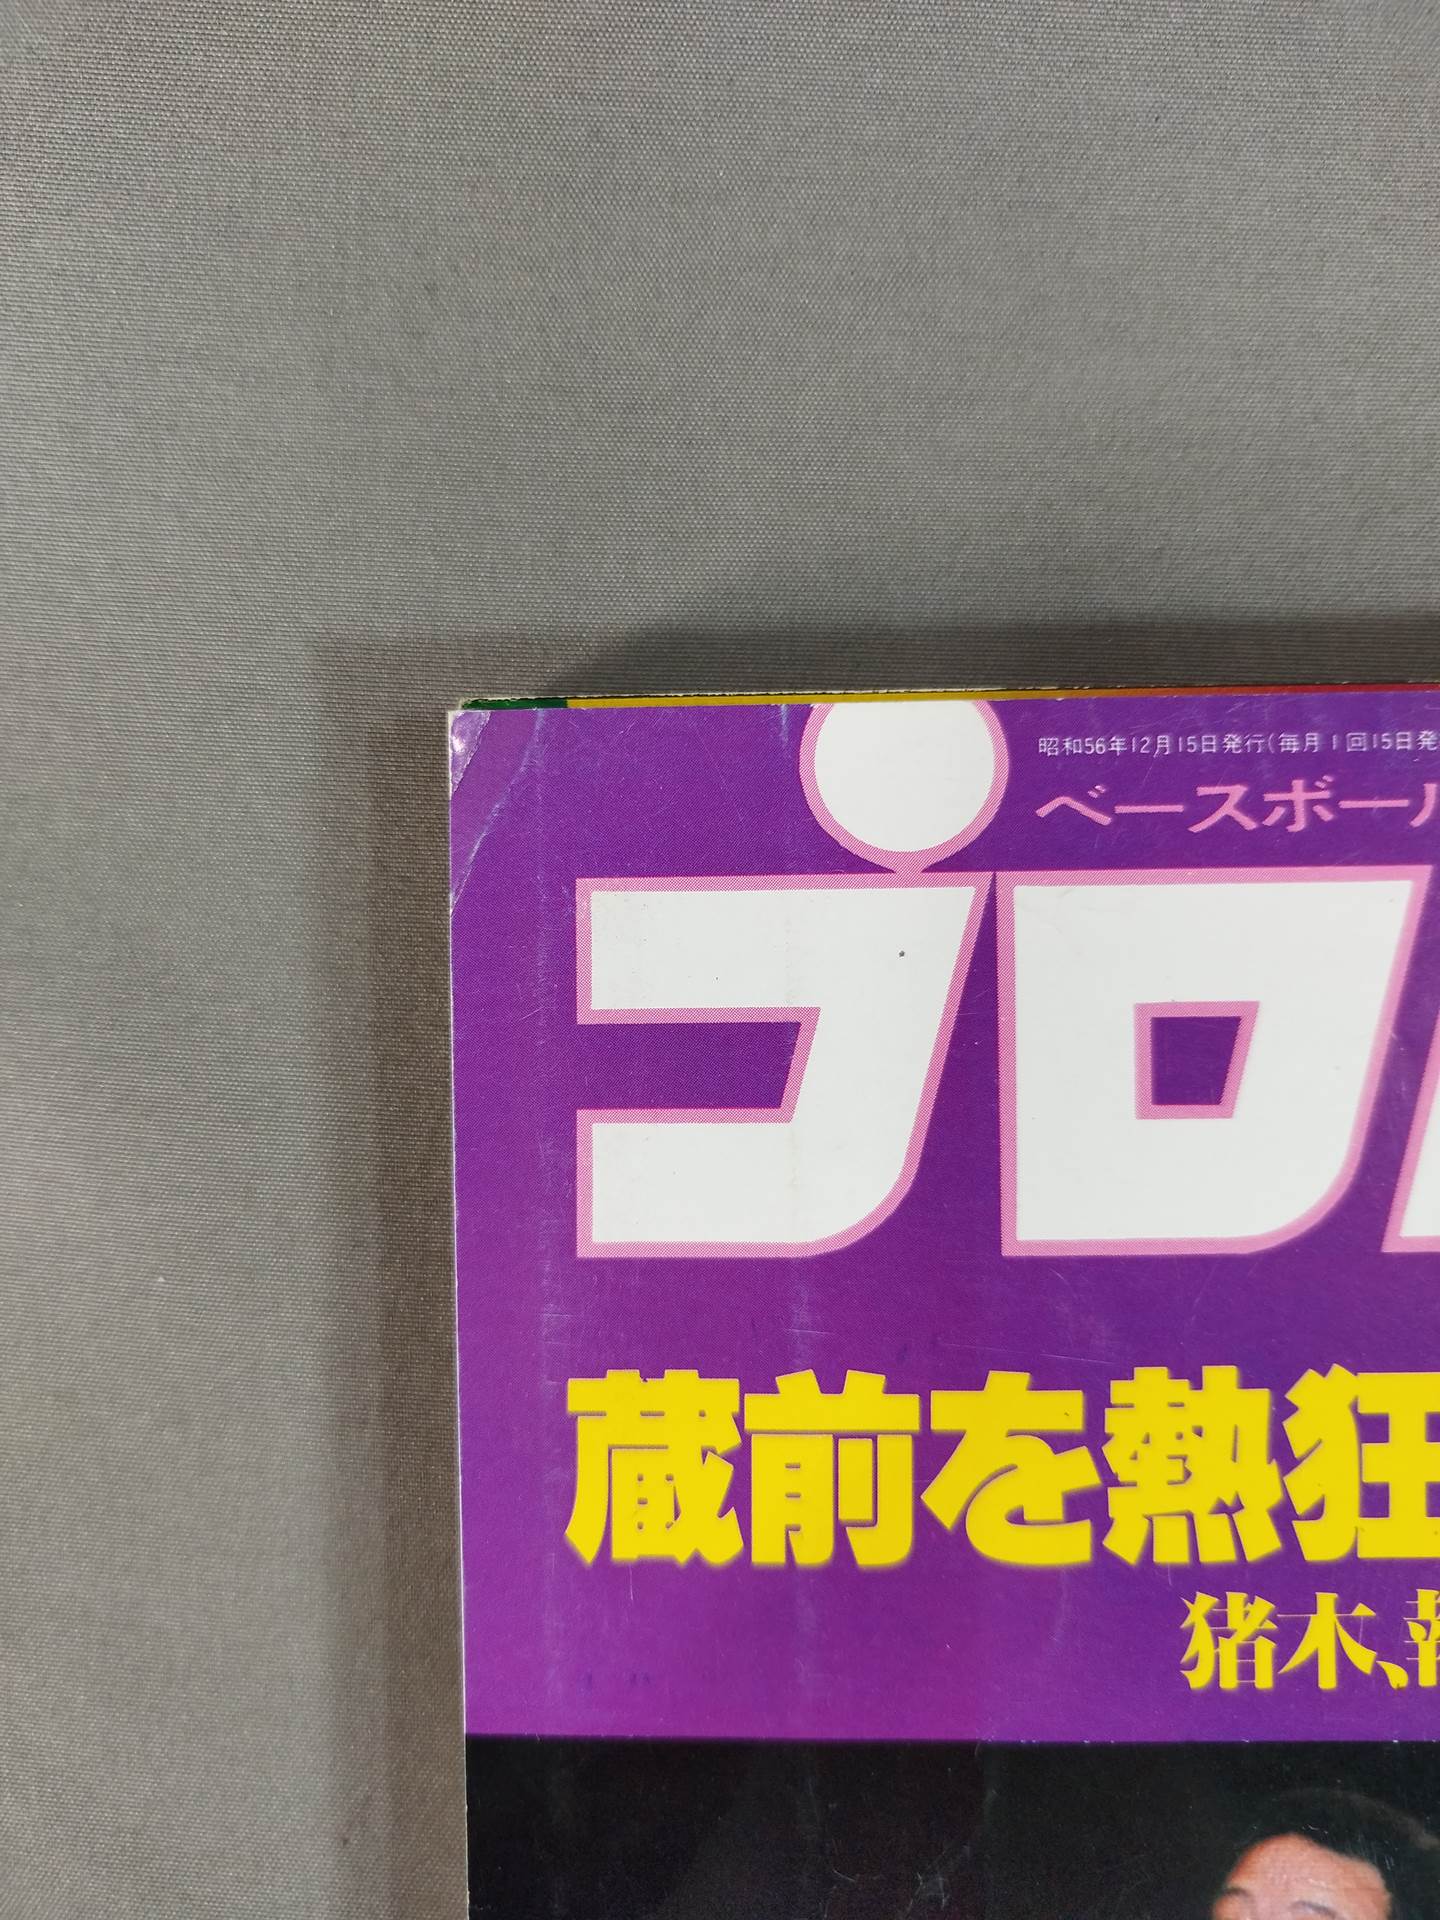 昭和56年12月15日発行(毎月1回15日発
ベースボール
プロ
蔵前を熱狂
猪木、